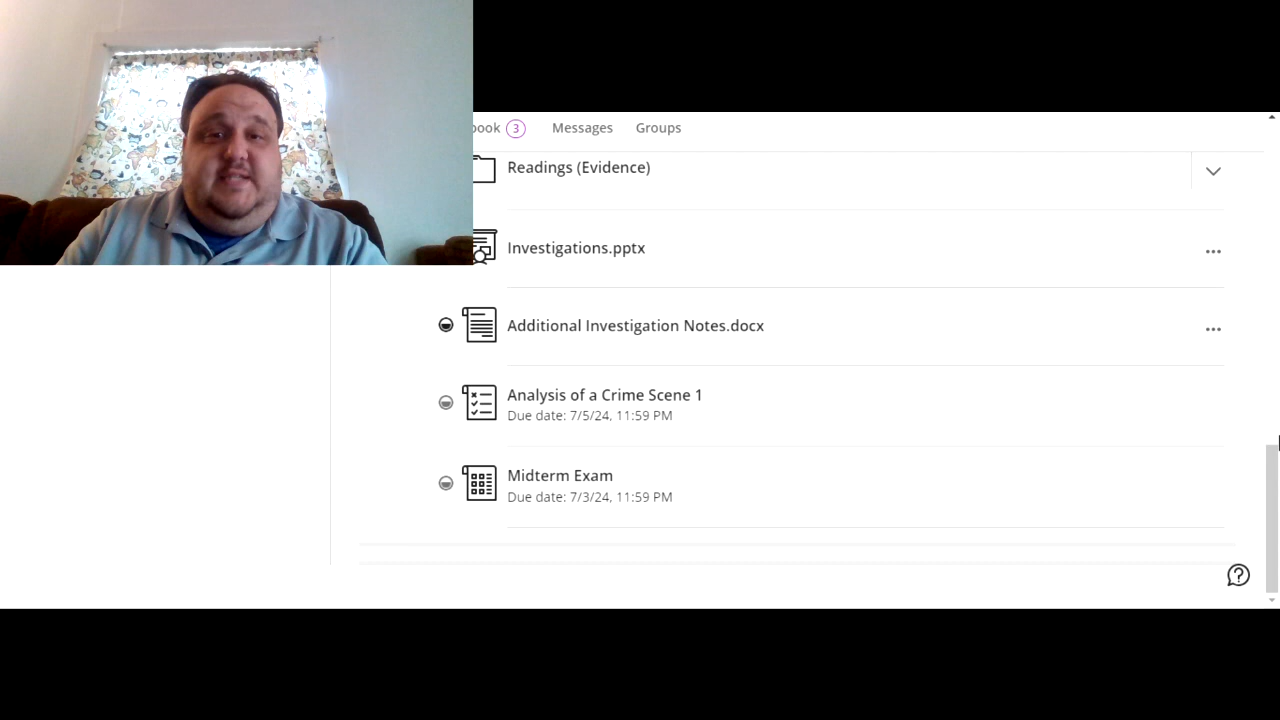 book 3 Messages Groups
Readings (Evidence)
Investigations.pptx
Additional Investigation Notes.docx
Analysis of a Crime Scene 1
Due date: 7/5/24, 11:59 PM
Midterm Exam
Due date: 7/3/24, 11:59 PM